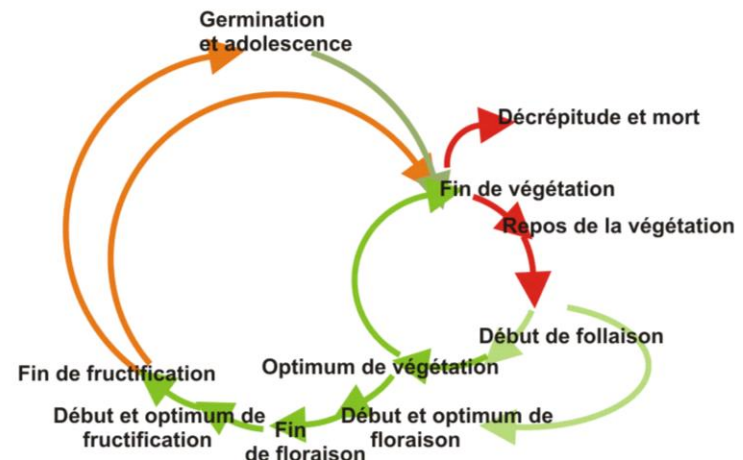 Germination
et adolescence
Décrépitude et mort
Fin de végétation
Repos de la végétation
Début de follaison
Optimum de végétation
Fin de fructification
Début et optimum de
fructification
Fin
de floraison
Début et optimum de
floraison